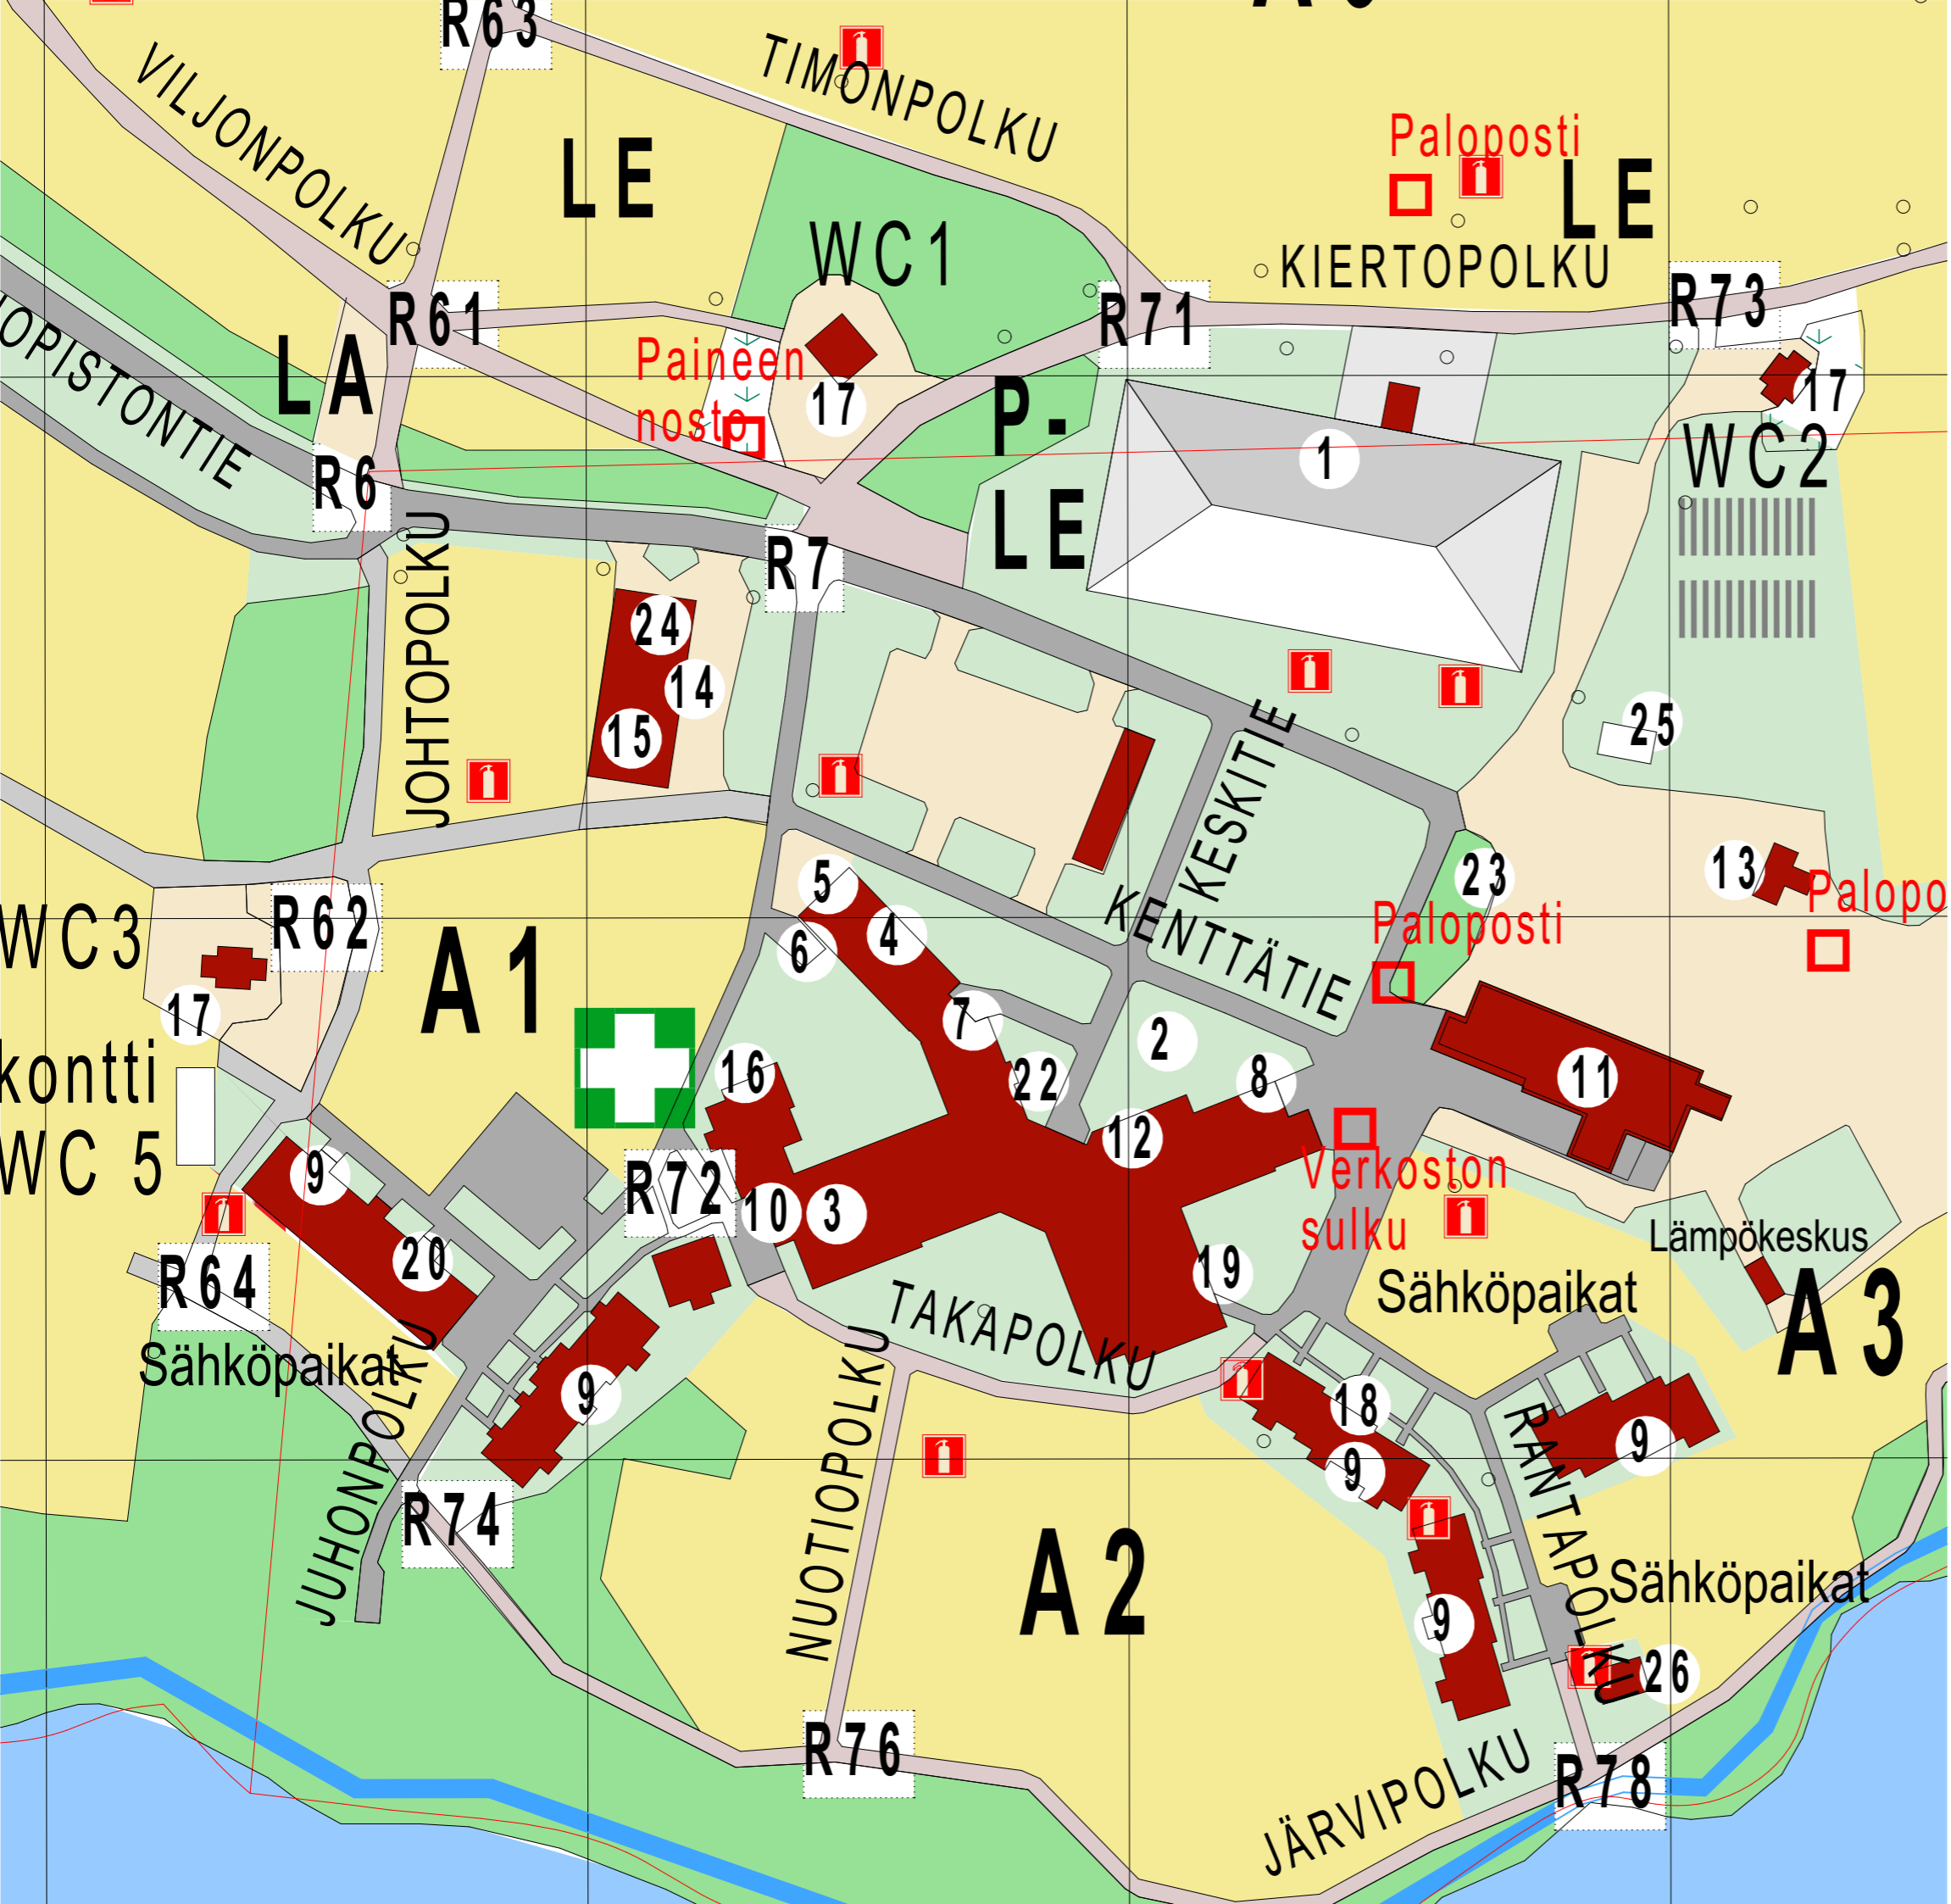 R63
VILJONPOLKU
TIMONPOLKU
Paloposti
LE
LE
WC1
KIERTOPOLKU
R61
R71
R73
LA
Paineen
nosto
17
P-
LE
1
17
WC2
OPISTONTIE
R6
R7
JOHTOPOLKU
24
14
15
25
KESKITIE
5
4
6
23
13
Palopo
Paloposti
KENTTÄTIE
WC3
R62
A1
17
7
2
kontti
WC 5
16
22
8
11
12
Verkoston
sulku
9
R72
10
3
20
19
R64
Lämpökeskus
Sähköpaikat
A3
Sähköpaikat
TAKAPOLKU
JUHONPOLKU
9
NUOTIOPOLKU
18
9
9
RANTAPOLKU
R74
A2
Sähköpaikat
9
26
R76
JÄRVIPOLKU
R78